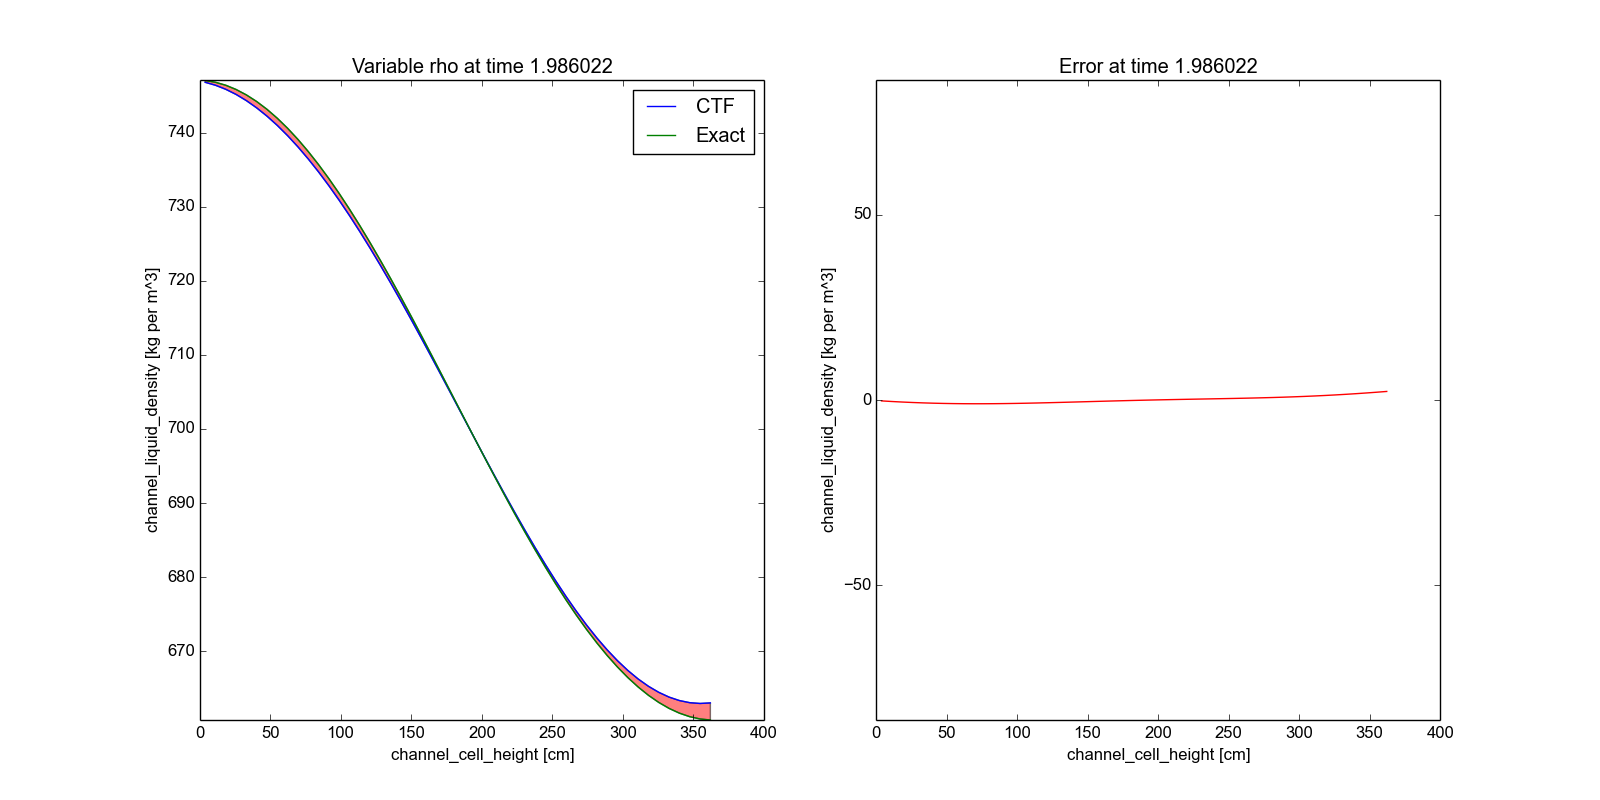 Variable rho at time 1.986022
CTF
Exact
740
730
720
710
700
690
680
670
channel_liquid_density [kg per m^3]
0 50 100 150 200 250 300 350 400
channel_cell_height [cm]
Error at time 1.986022
50
0
−50
channel_liquid_density [kg per m^3]
0 50 100 150 200 250 300 350 400
channel_cell_height [cm]